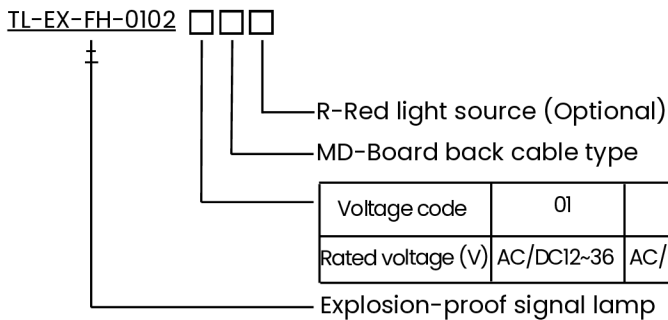 TL-EX-FH-0102 □□□
R-Red light source (Optional)
MD-Board back cable type
Voltage code 01
Rated voltage (V) AC/DC12~36 AC/
Explosion-proof signal lamp